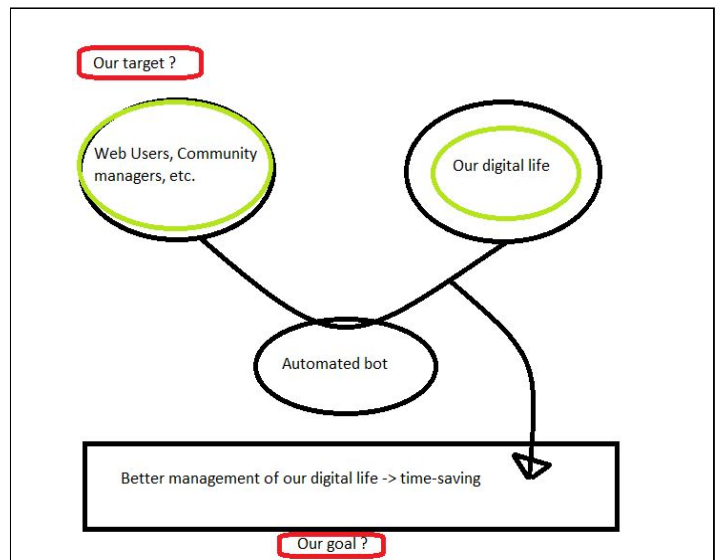 Our target ?
Web Users, Community
managers, etc.
Our digital life
Automated bot
Better management of our digital life -> time-saving
Our goal ?